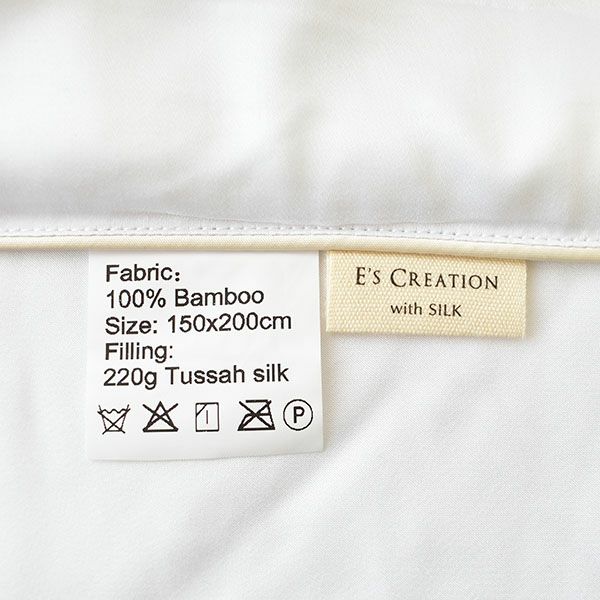 Fabric:
100% Bamboo
Size: 150x200cm
Filling:
220g Tussah silk
P
E's CREATION
with SILK